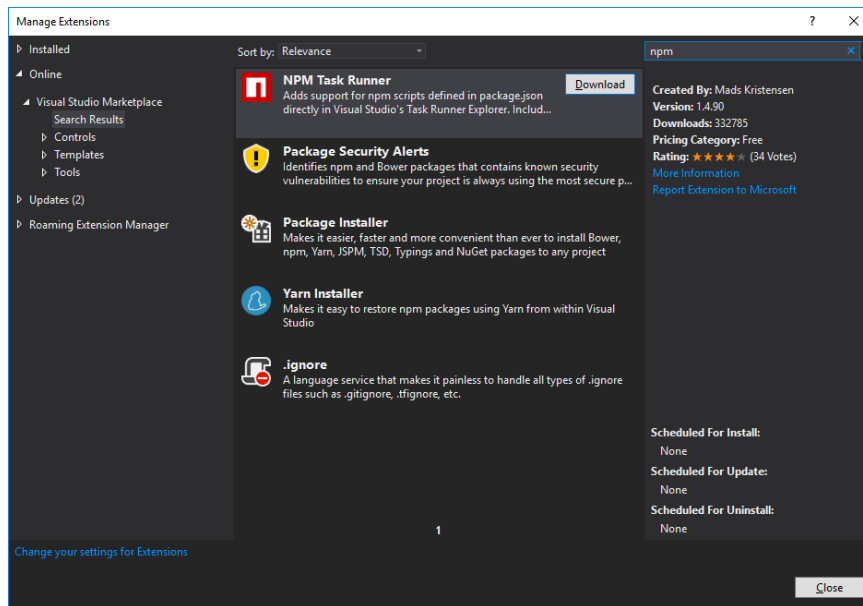 Manage Extensions
? X
Installed
Online
Visual Studio Marketplace
Search Results
Controls
Templates
Tools
Updates (2)
Roaming Extension Manager
Change your settings for Extensions
Sort by: Relevance
NPM Task Runner
Adds support for npm scripts defined in package.json
directly in Visual Studio's Task Runner Explorer. Includ...
Download
Package Security Alerts
Identifies npm and Bower packages that contains known security
vulnerabilities to ensure your project is always using the most secure p...
Package Installer
Makes it easier, faster and more convenient than ever to install Bower,
npm, Yarn, JSPM, TSD, Typings and NuGet packages to any project
Yarn Installer
Makes it easy to restore npm packages using Yarn from within Visual
Studio
.ignore
A language service that makes it painless to handle all types of .ignore
files such as .gitignore, .tfignore, etc.
1
npm
Created By: Mads Kristensen
Version: 1.4.90
Downloads: 332785
Pricing Category: Free
Rating: ★★★★★ (34 Votes)
More Information
Report Extension to Microsoft
Scheduled For Install:
None
Scheduled For Update:
None
Scheduled For Uninstall:
None
Close